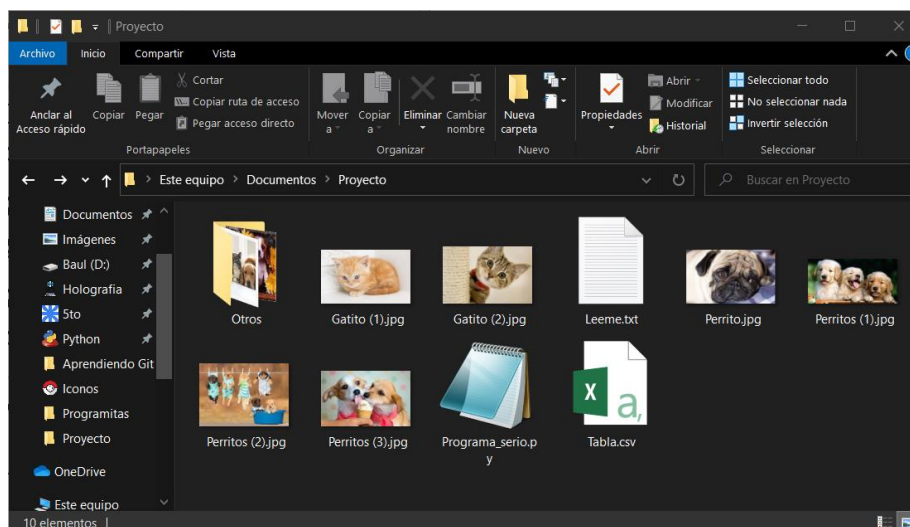 Proyecto
Archivo Inicio Compartir Vista
Anclar al
Acceso rápido
Copiar
Pegar
Cortar
Copiar ruta de acceso
Pegar acceso directo
Portapapeles
Mover
a
Copiar
a
Eliminar
Cambiar
nombre
Organizar
Nueva
carpeta
Nuevo
Propiedades
Abrir
Modificar
Historial
Abrir
Seleccionar todo
No seleccionar nada
Invertir selección
Seleccionar
Este equipo > Documentos > Proyecto
Buscar en Proyecto
Documentos
Imágenes
Baul (D:)
Holografia
5to
Python
Aprendiendo Git
Iconos
Programitas
Proyecto
OneDrive
Este equipo
Otros
Gatito (1).jpg
Gatito (2).jpg
Leeme.txt
Perrito.jpg
Perritos (1).jpg
Perritos (2).jpg
Perritos (3).jpg
Programa_serio.p
y
Tabla.csv
10 elementos